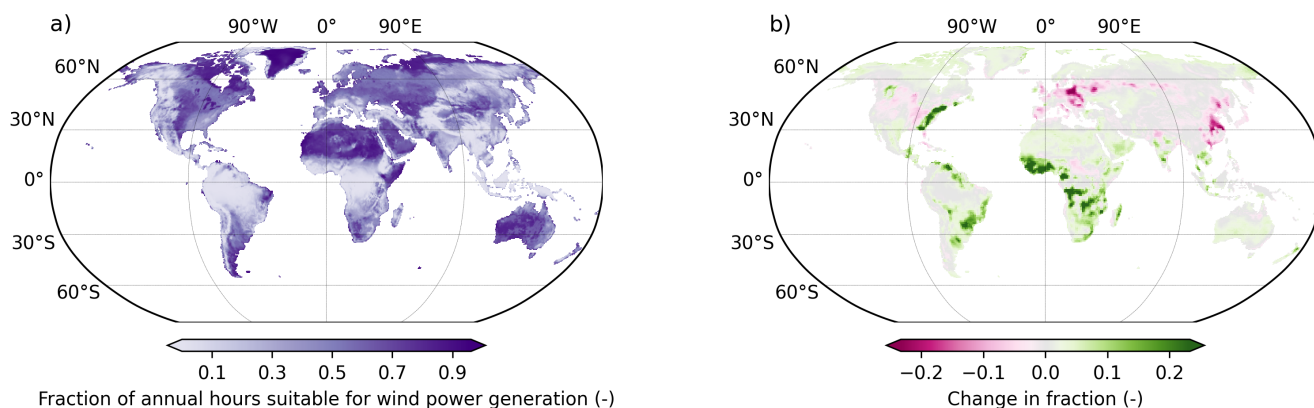 a)
90°W 0° 90°E
60°N
30°N
0°
30°S
60°S
0.1 0.3 0.5 0.7 0.9
Fraction of annual hours suitable for wind power generation (-)
b)
90°W 0° 90°E
60°N
30°N
0°
30°S
60°S
−0.2 −0.1 0.0 0.1 0.2
Change in fraction (-)